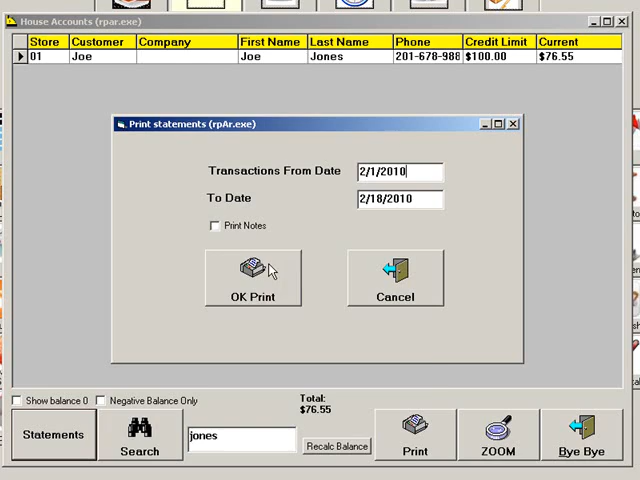 House Accounts (rpar.exe)
Store Customer Company First Name Last Name Phone Credit Limit Current
01 Joe Joe Jones 201-678-988 $100.00 $76.55
Print statements (rpAr.exe)
Transactions From Date 2/1/2010
To Date 2/18/2010
Print Notes
OK Print Cancel
Show balance 0 Negative Balance Only Total:
$76.55
Statements Search jones Recalc Balance Print ZOOM Bye Bye